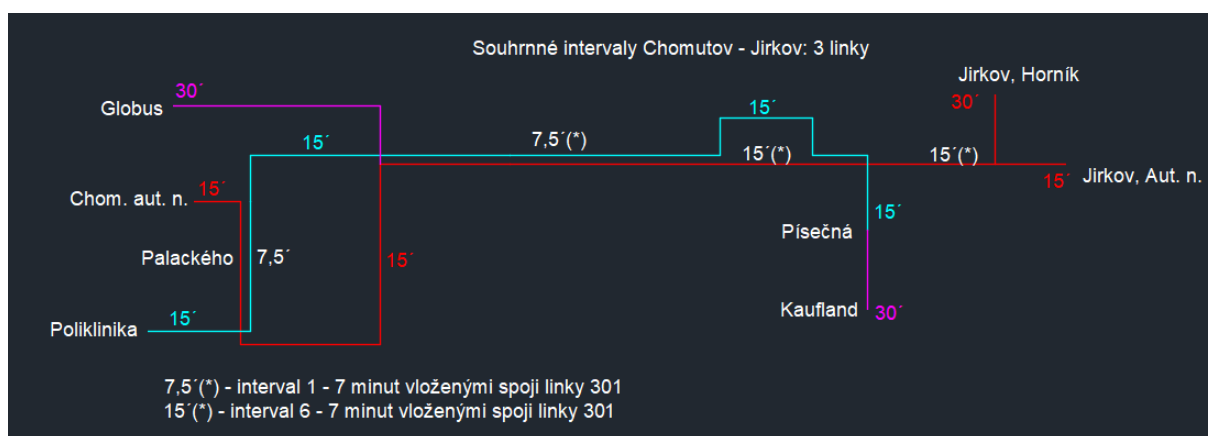 Souhrnné intervaly Chomutov - Jirkov: 3 linky
Jirkov, Horník
30´
Globus
30´
15´
15´
7,5´(*)
15´(*)
15´(*)
Chom. aut. n.
15´
15´
Jirkov, Aut. n.
15´
Písečná
Palackého
7,5´
15´
Kaufland
30´
Poliklinika
15´
7,5´(*) - interval 1 - 7 minut vloženými spoji linky 301
15´(*) - interval 6 - 7 minut vloženými spoji linky 301